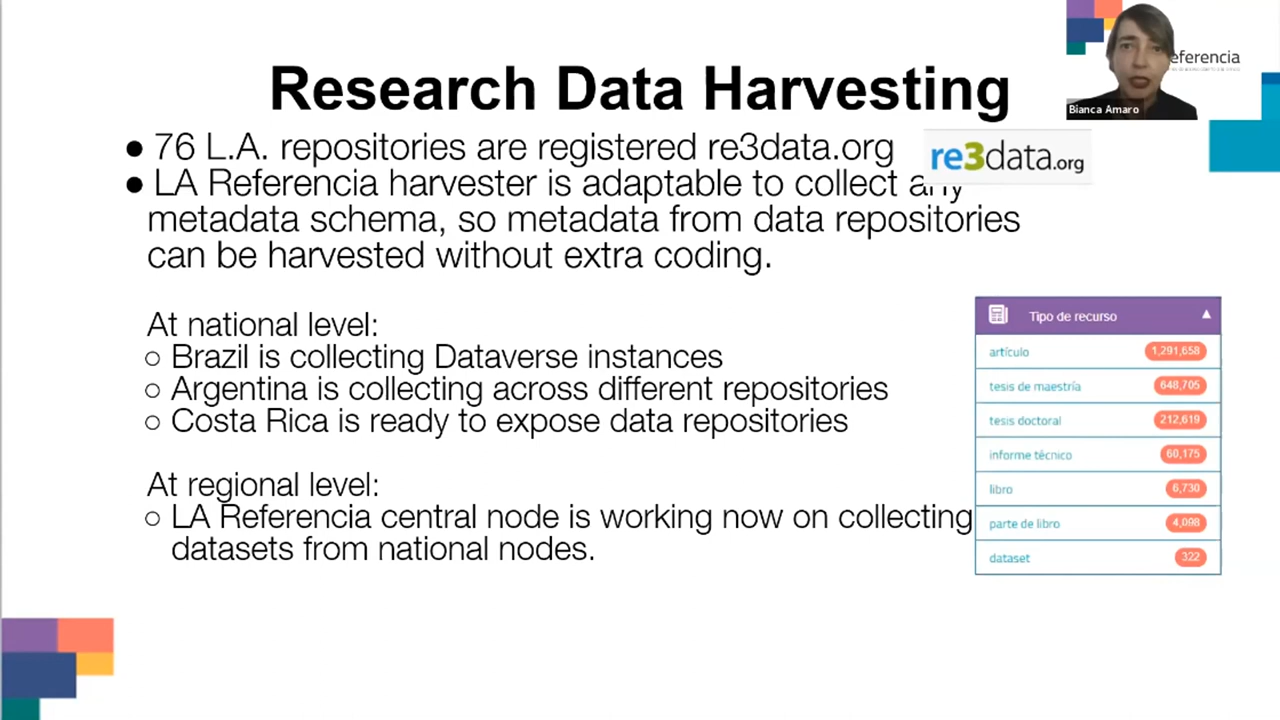 Research Data Harvesting
eferencia
Bianca Amaro
● 76 L.A. repositories are registered re3data.org
re3data.org
● LA Referencia harvester is adaptable to collect any
metadata schema, so metadata from data repositories
can be harvested without extra coding.
At national level:
○ Brazil is collecting Dataverse instances
○ Argentina is collecting across different repositories
○ Costa Rica is ready to expose data repositories
At regional level:
○ LA Referencia central node is working now on collecting
datasets from national nodes.
Tipo de recurso ▲
artículo 1,291,658
tesis de maestría 648,705
tesis doctoral 212,619
informe técnico 60,175
libro 6,730
parte de libro 4,098
dataset 322